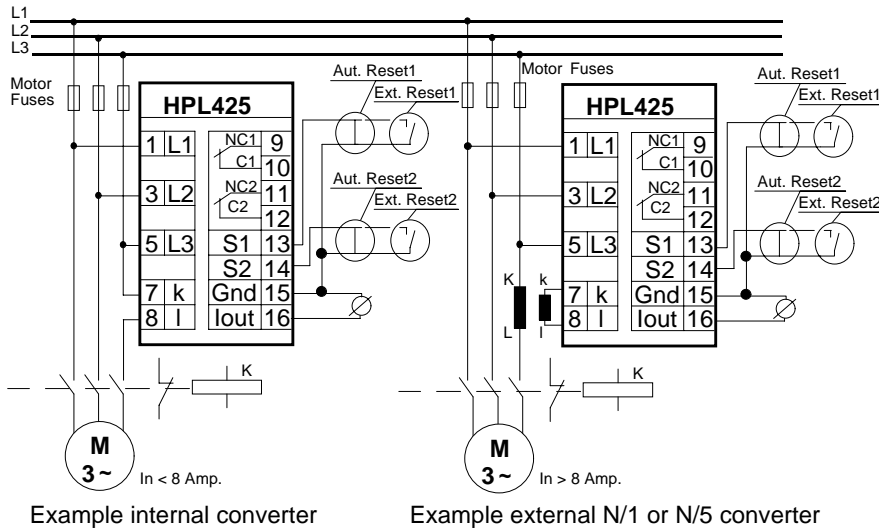 L1
L2
L3
Motor
Fuses
HPL425
1 L1
3 L2
5 L3
7 k
8 l
NC1 9
C1 10
NC2 11
C2 12
S1 13
S2 14
Gnd 15
Iout 16
Aut. Reset1
Ext. Reset1
Aut. Reset2
Ext. Reset2
K
M
3 ~
In < 8 Amp.
Example internal converter
Motor Fuses
HPL425
1 L1
3 L2
5 L3
7 k
8 l
NC1 9
C1 10
NC2 11
C2 12
S1 13
S2 14
Gnd 15
Iout 16
Aut. Reset1
Ext. Reset1
Aut. Reset2
Ext. Reset2
K k
L l
K
M
3 ~
In > 8 Amp.
Example external N/1 or N/5 converter